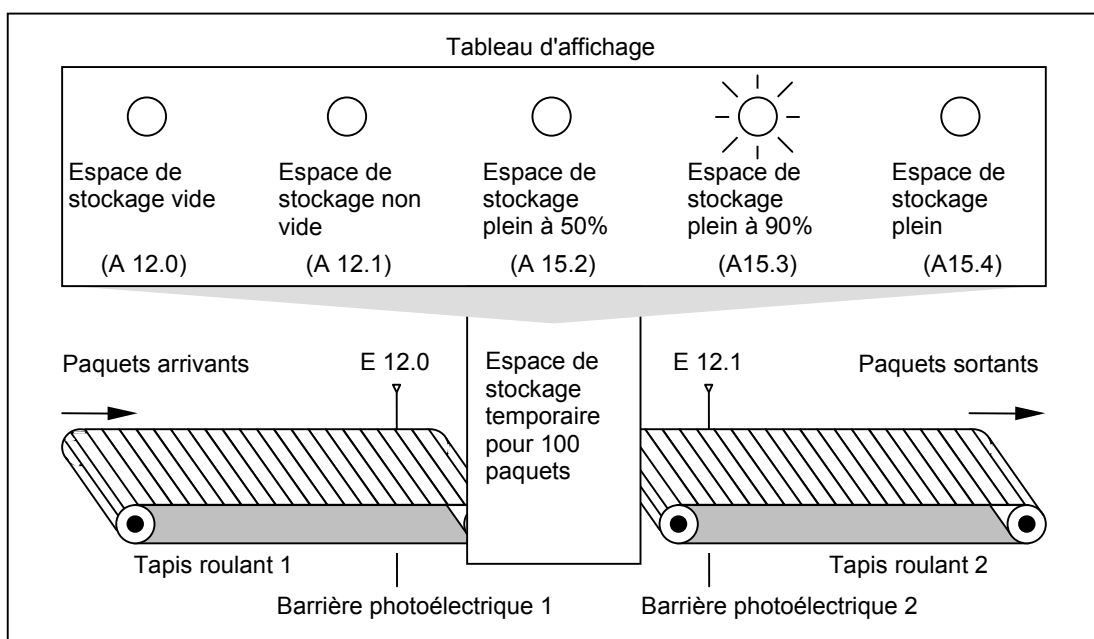 Tableau d'affichage
Espace de
stockage vide
(A 12.0)
Espace de
stockage non
vide
(A 12.1)
Espace de
stockage
plein à 50%
(A 15.2)
Espace de
stockage
plein à 90%
(A15.3)
Espace de
stockage
plein
(A15.4)
Paquets arrivants
E 12.0
Espace de
stockage
temporaire
pour 100
paquets
E 12.1
Paquets sortants
Tapis roulant 1
Tapis roulant 2
Barrière photoélectrique 1
Barrière photoélectrique 2